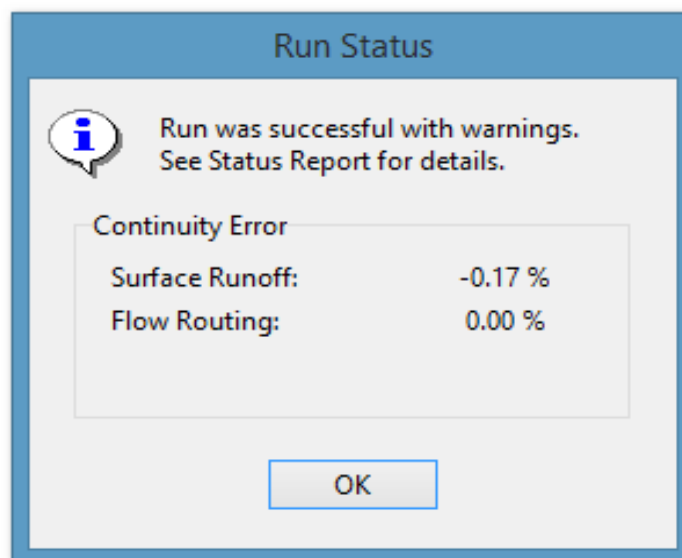 Run Status
Run was successful with warnings.
See Status Report for details.
Continuity Error
Surface Runoff: -0.17 %
Flow Routing: 0.00 %
OK